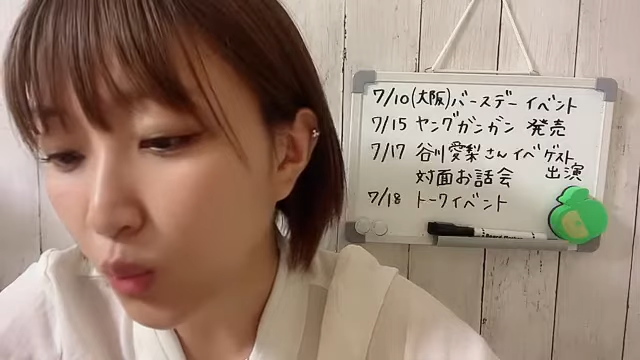 7/10(大阪)バースデーイベント
7/15 ヤングガンガン 発売
7/17 谷川愛梨さんイベ ゲスト出演
対面お話会
7/18 トークイベント